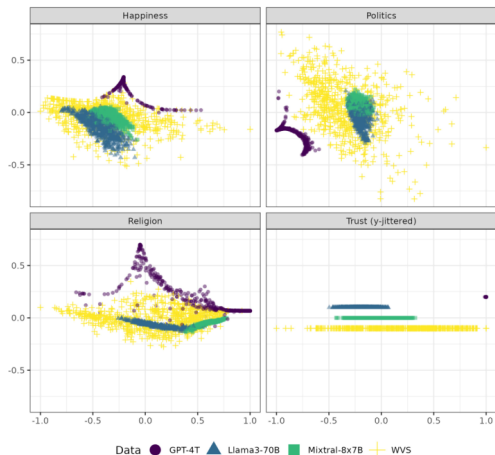 Happiness
Politics
0.5
0.0
-0.5
Religion
Trust (y-jittered)
0.5
0.0
-0.5
-1.0 -0.5 0.0 0.5 1.0 -1.0 -0.5 0.0 0.5 1.0
Data GPT-4T Llama3-70B Mixtral-8x7B WVS